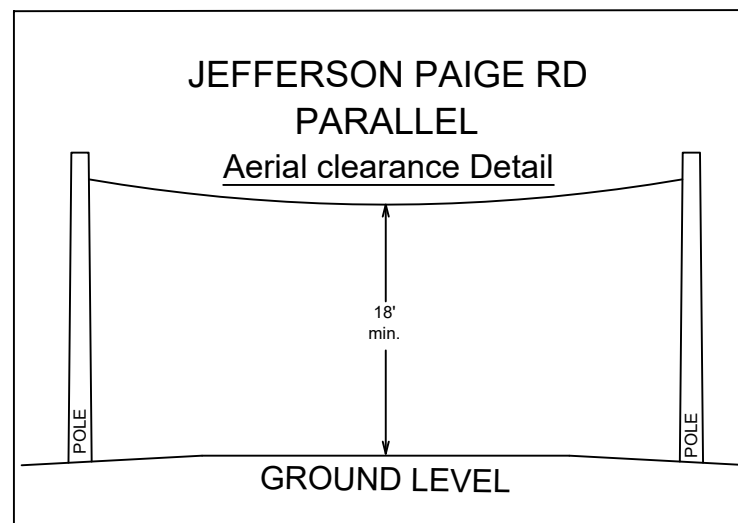 JEFFERSON PAIGE RD
PARALLEL
Aerial clearance Detail
18'
min.
POLE
POLE
GROUND LEVEL